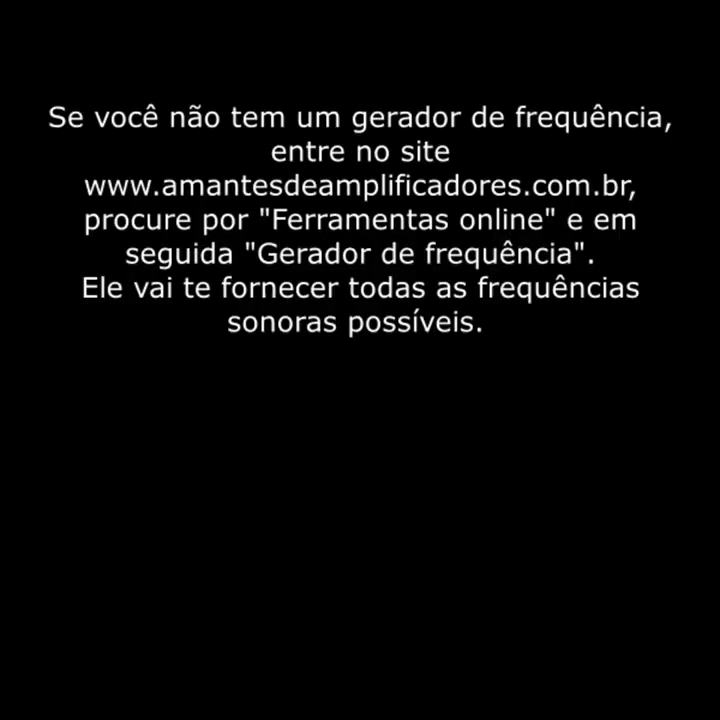 Se você não tem um gerador de frequência,
entre no site
www.amantesdeamplificadores.com.br,
procure por "Ferramentas online" e em
seguida "Gerador de frequência".
Ele vai te fornecer todas as frequências
sonoras possíveis.